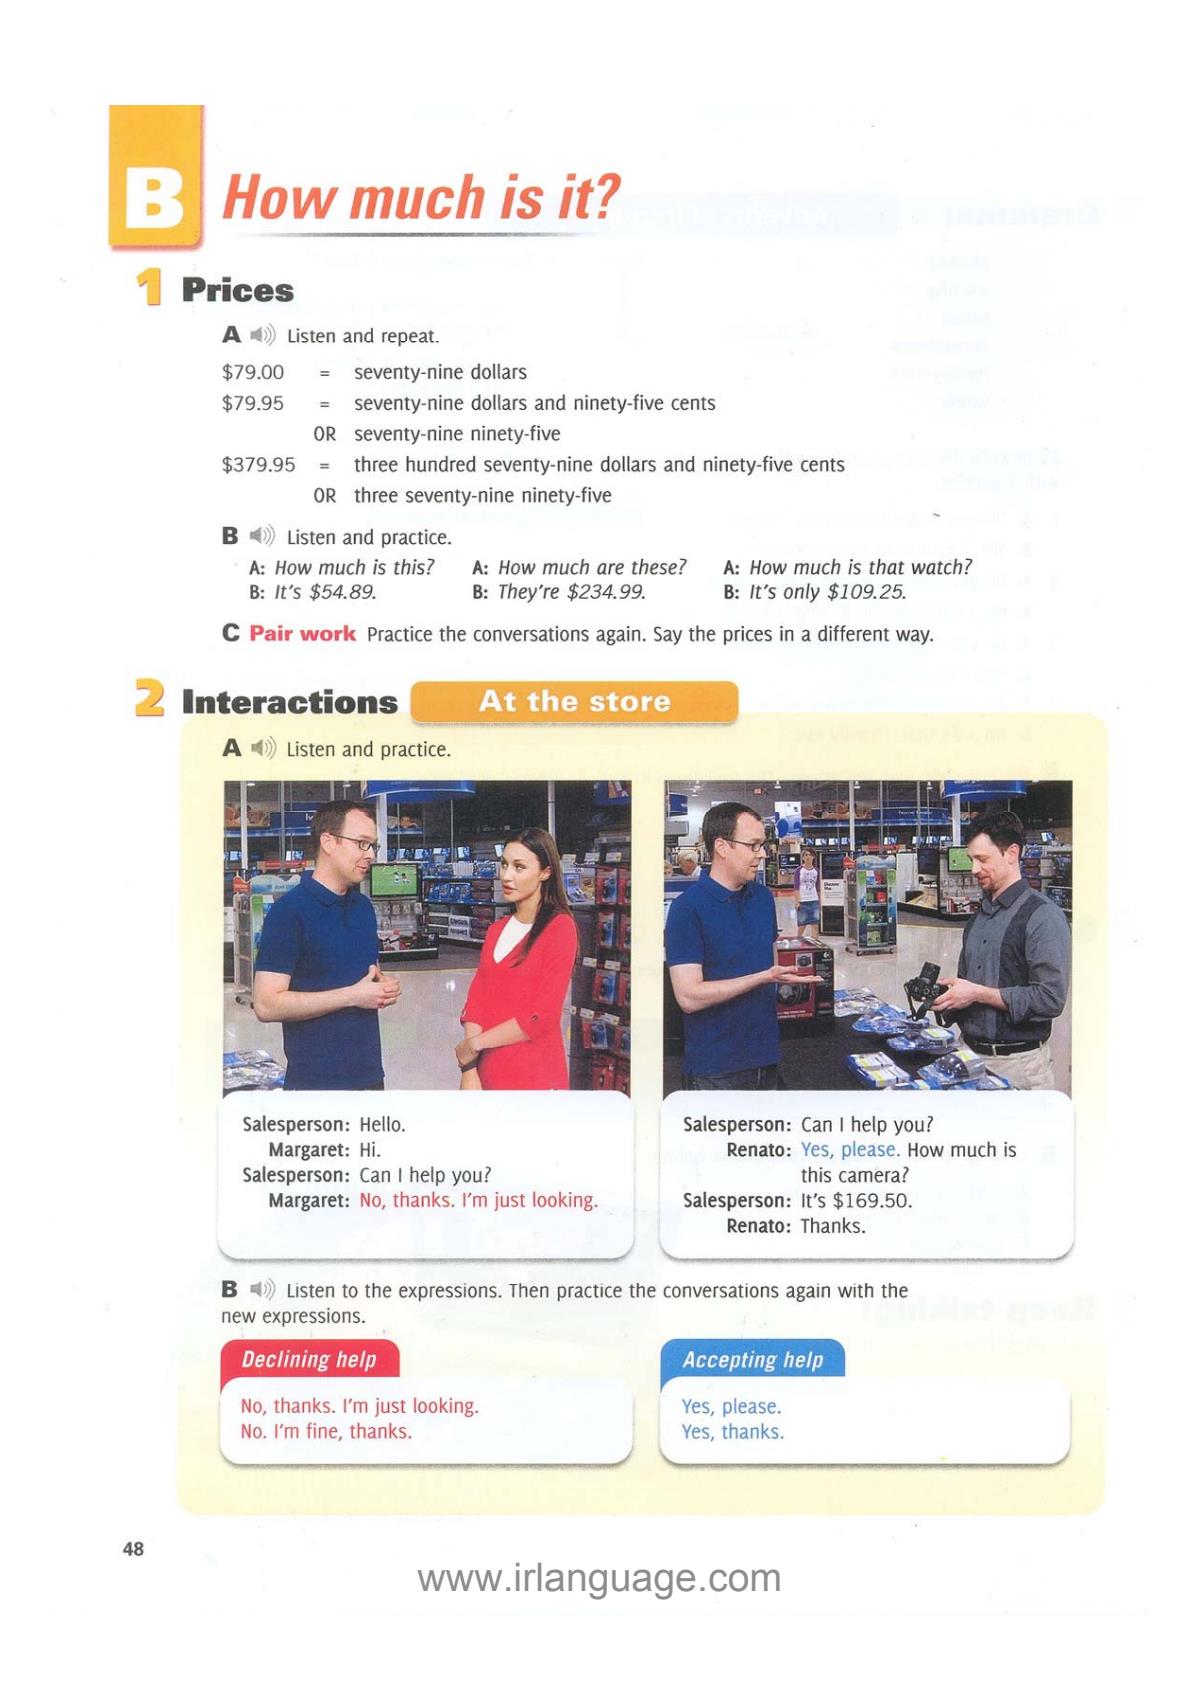 B How much is it?
1 Prices
A Listen and repeat.
$79.00 = seventy-nine dollars
$79.95 = seventy-nine dollars and ninety-five cents
OR seventy-nine ninety-five
$379.95 = three hundred seventy-nine dollars and ninety-five cents
OR three seventy-nine ninety-five
B Listen and practice.
A: How much is this? A: How much are these? A: How much is that watch?
B: It's $54.89. B: They're $234.99. B: It's only $109.25.
C Pair work Practice the conversations again. Say the prices in a different way.
2 Interactions At the store
A Listen and practice.
Salesperson: Hello.
Margaret: Hi.
Salesperson: Can I help you?
Margaret: No, thanks. I'm just looking.
Salesperson: Can I help you?
Renato: Yes, please. How much is
this camera?
Salesperson: It's $169.50.
Renato: Thanks.
B Listen to the expressions. Then practice the conversations again with the
new expressions.
Declining help
No, thanks. I'm just looking.
No. I'm fine, thanks.
Accepting help
Yes, please.
Yes, thanks.
48
www.irlanguage.com